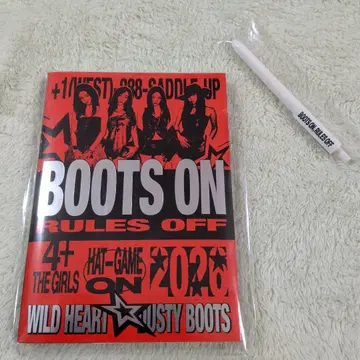 +1(WEST)-888-SADDLE-UP
BOOTS ON
RULES OFF
4+
THE GIRLS
HAT-GAME
ON
2026
WILD HEART
DUSTY BOOTS
BOOTS ON, RULES OFF